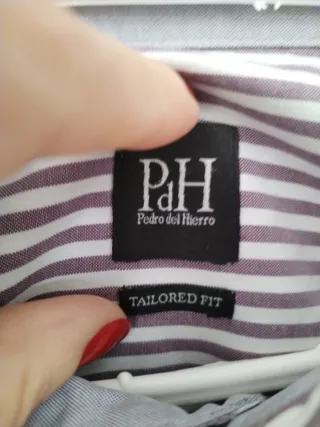 PdH
Pedro del Hierro
TAILORED FIT